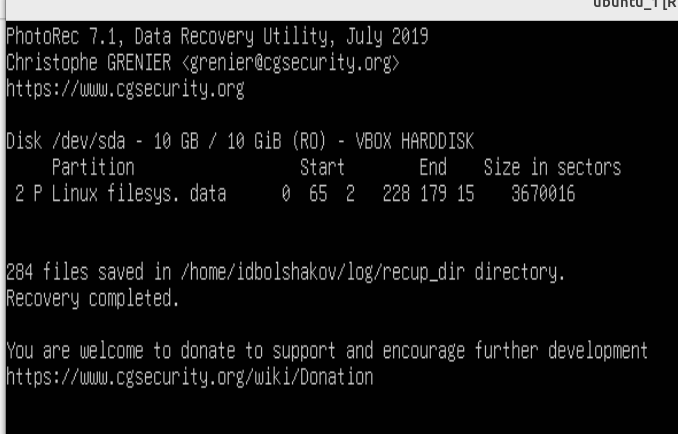 ubuntu_1 [R
PhotoRec 7.1, Data Recovery Utility, July 2019
Christophe GRENIER <grenier@cgsecurity.org>
https://www.cgsecurity.org
Disk /dev/sda - 10 GB / 10 GiB (RO) - VBOX HARDDISK
Partition Start End Size in sectors
2 P Linux filesys. data 0 65 2 228 179 15 3670016
284 files saved in /home/idbolshakov/log/recup_dir directory.
Recovery completed.
You are welcome to donate to support and encourage further development
https://www.cgsecurity.org/wiki/Donation